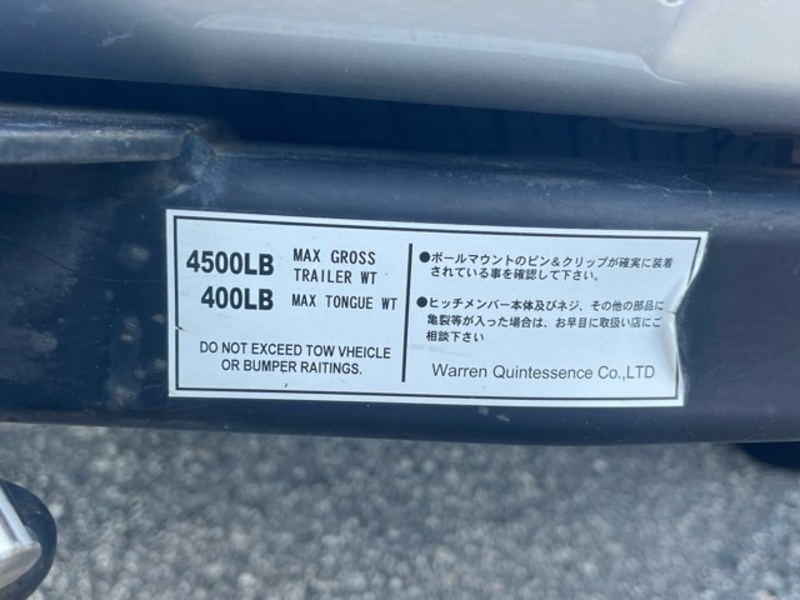 4500LB MAX GROSS
TRAILER WT
400LB MAX TONGUE WT
DO NOT EXCEED TOW VHEICLE
OR BUMPER RAITINGS.
●ボールマウントのピン&クリップが確実に装着
されている事を確認して下さい。
●ヒッチメンバー本体及びネジ、その他の部品に
亀裂等が入った場合は、お早目に取扱い店にご
相談下さい
Warren Quintessence Co.,LTD